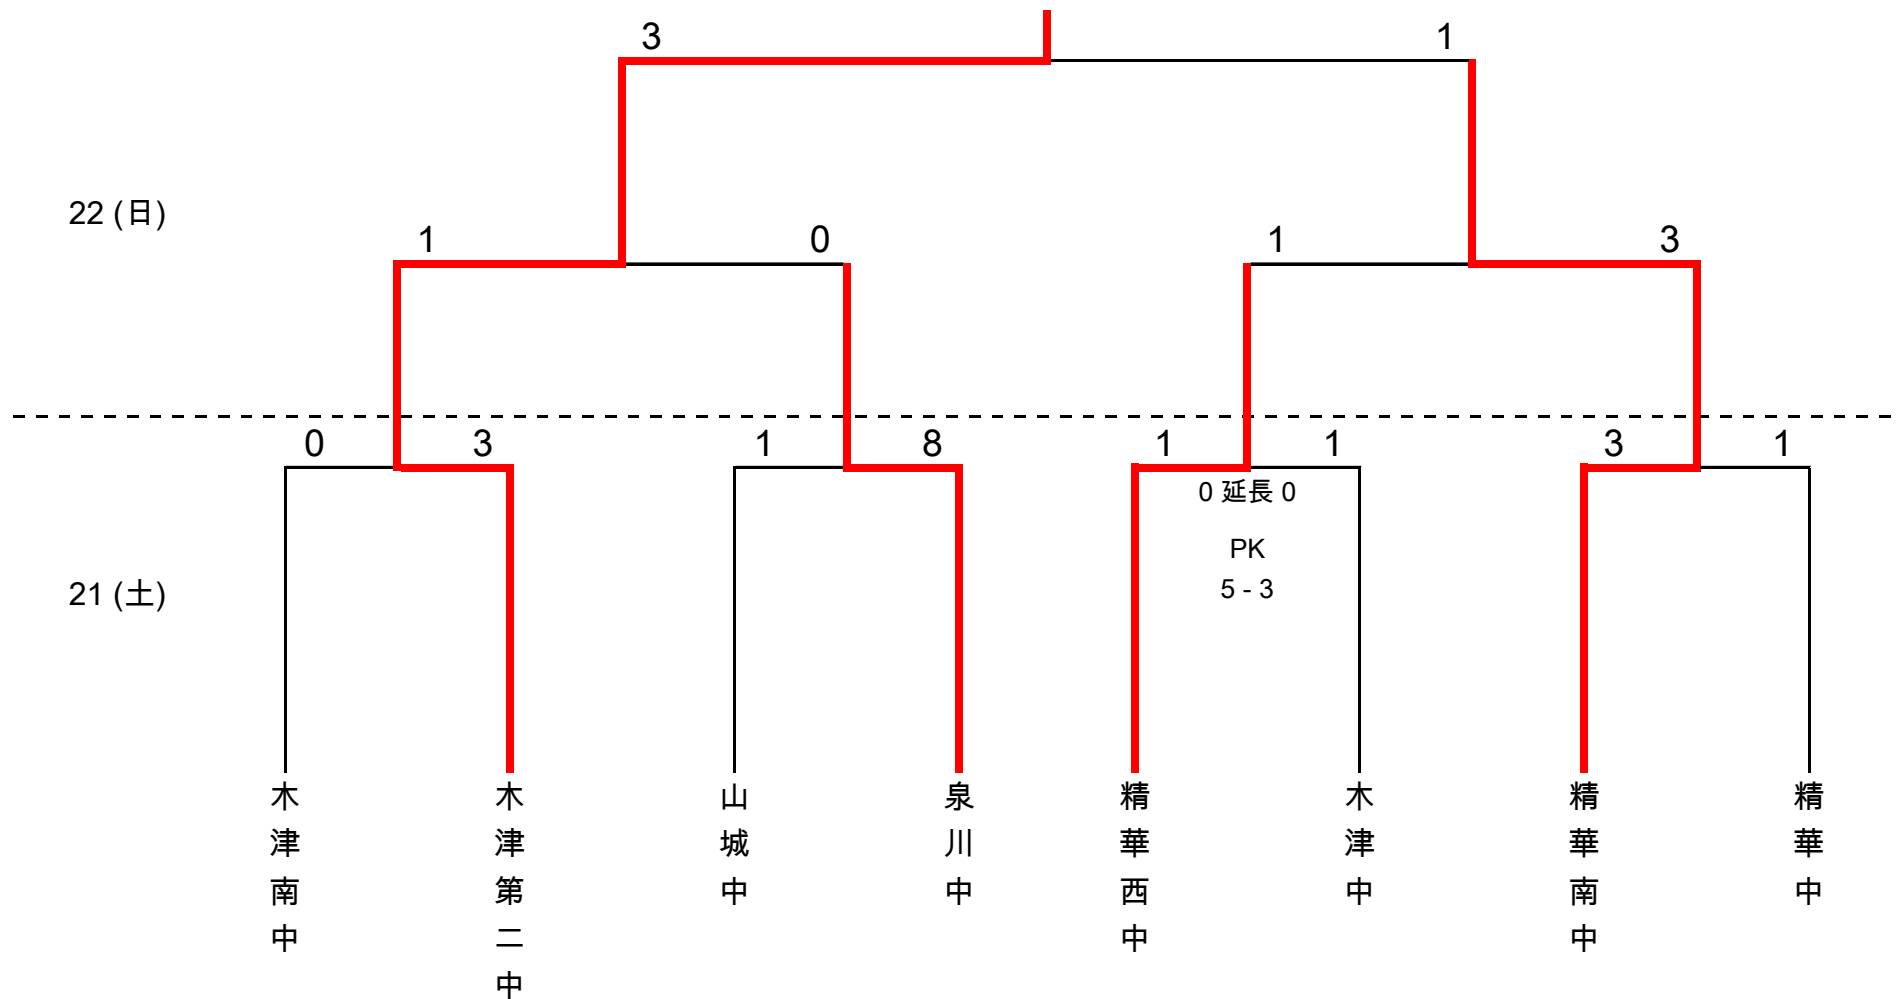 3 1
22 (日)
1 0 1 3
0 3 1 8 1 1 3 1
0 延長 0
PK
5 - 3
21 (土)
木津南中
木津第二中
山城中
泉川中
精華西中
木津中
精華南中
精華中